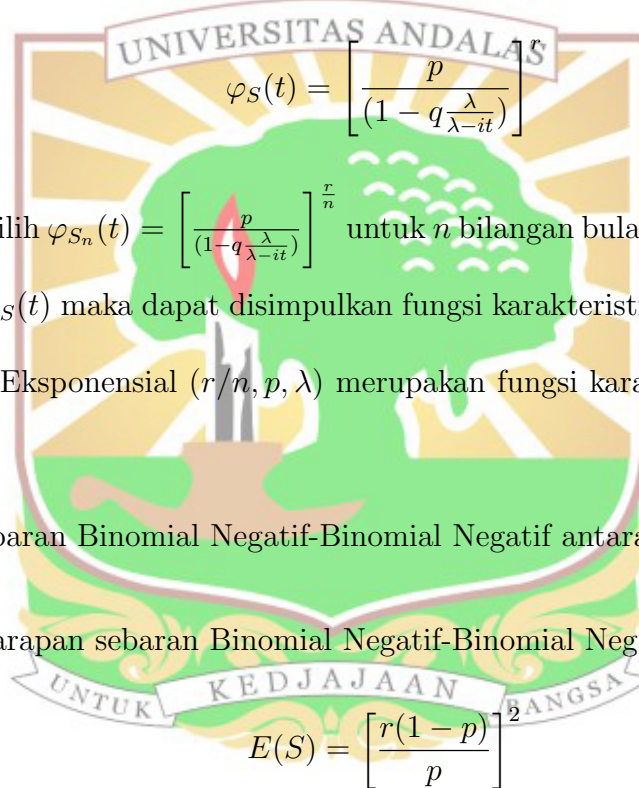 UNIVERSITAS ANDALAS
φ_S(t) = [p / (1 − q λ/(λ−it))]^r
ilih φ_{S_n}(t) = [p / (1−q λ/(λ−it))]^{r/n} untuk n bilangan bula
S(t) maka dapat disimpulkan fungsi karakteristi
Eksponensial (r/n, p, λ) merupakan fungsi kara
baran Binomial Negatif-Binomial Negatif antara
arapan sebaran Binomial Negatif-Binomial Neg
UNTUK KEDJAJAAN BANGSA
E(S) = [r(1 − p) / p]^2